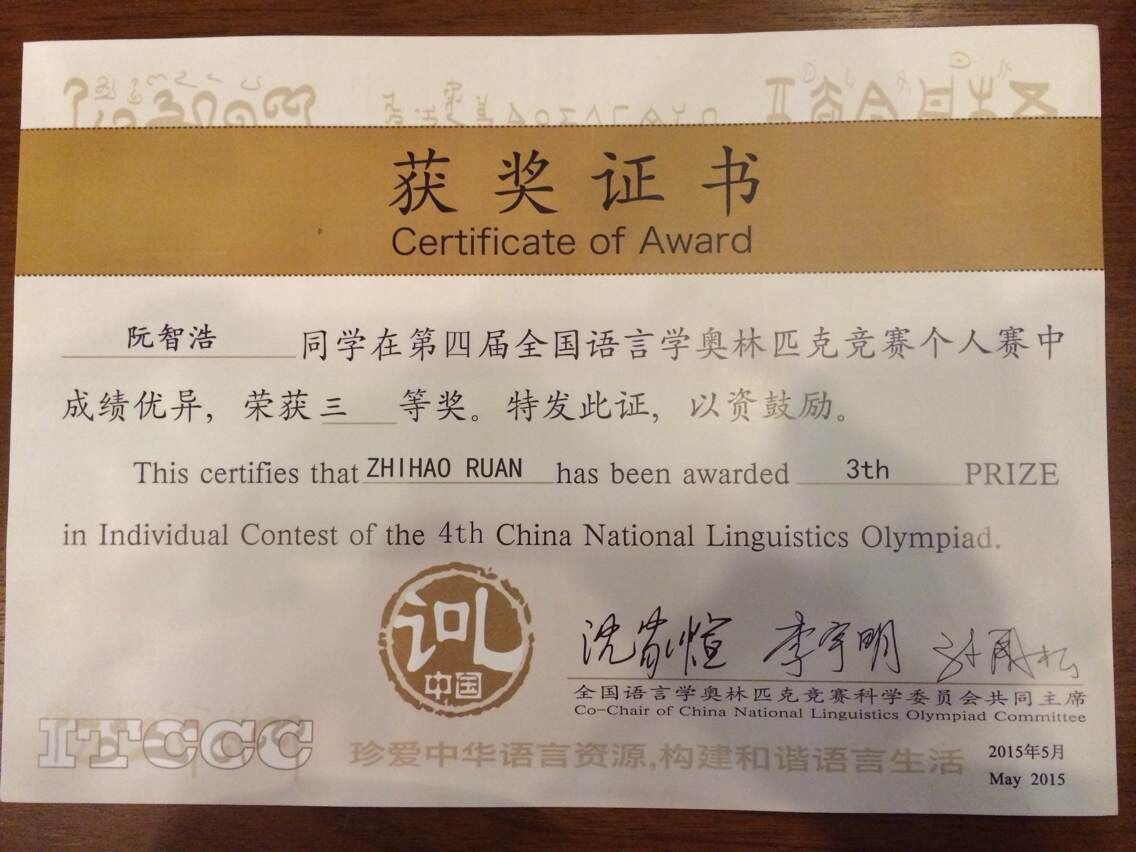 获奖证书
Certificate of Award
阮智浩 同学在第四届全国语言学奥林匹克竞赛个人赛中
成绩优异，荣获三等奖。特发此证，以资鼓励。
This certifies that ZHIHAO RUAN has been awarded 3th PRIZE
in Individual Contest of the 4th China National Linguistics Olympiad.
中国
李宇明
全国语言学奥林匹克竞赛科学委员会共同主席
Co-Chair of China National Linguistics Olympiad Committee
ITCCC
珍爱中华语言资源,构建和谐语言生活
2015年5月
May 2015